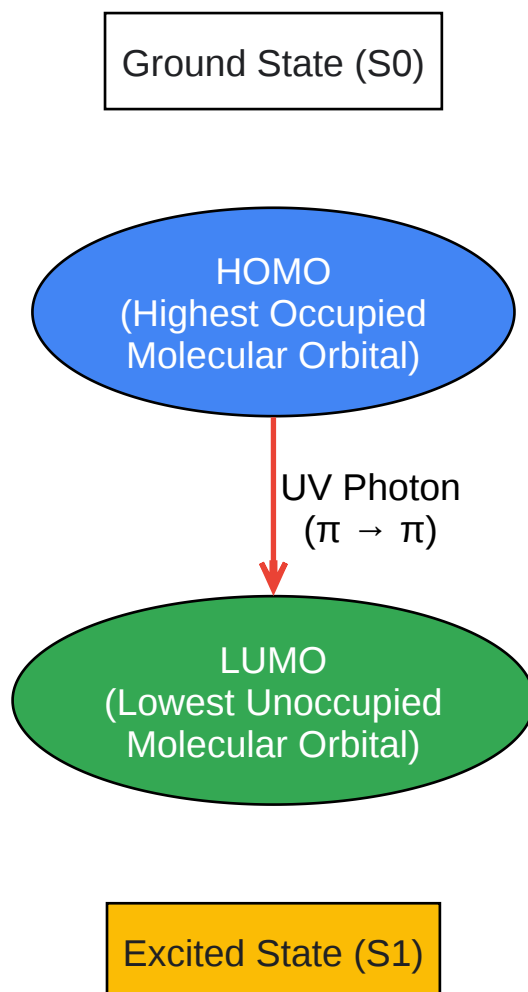 Ground State (S0)
HOMO
(Highest Occupied
Molecular Orbital)
UV Photon
(π → π)
LUMO
(Lowest Unoccupied
Molecular Orbital)
Excited State (S1)